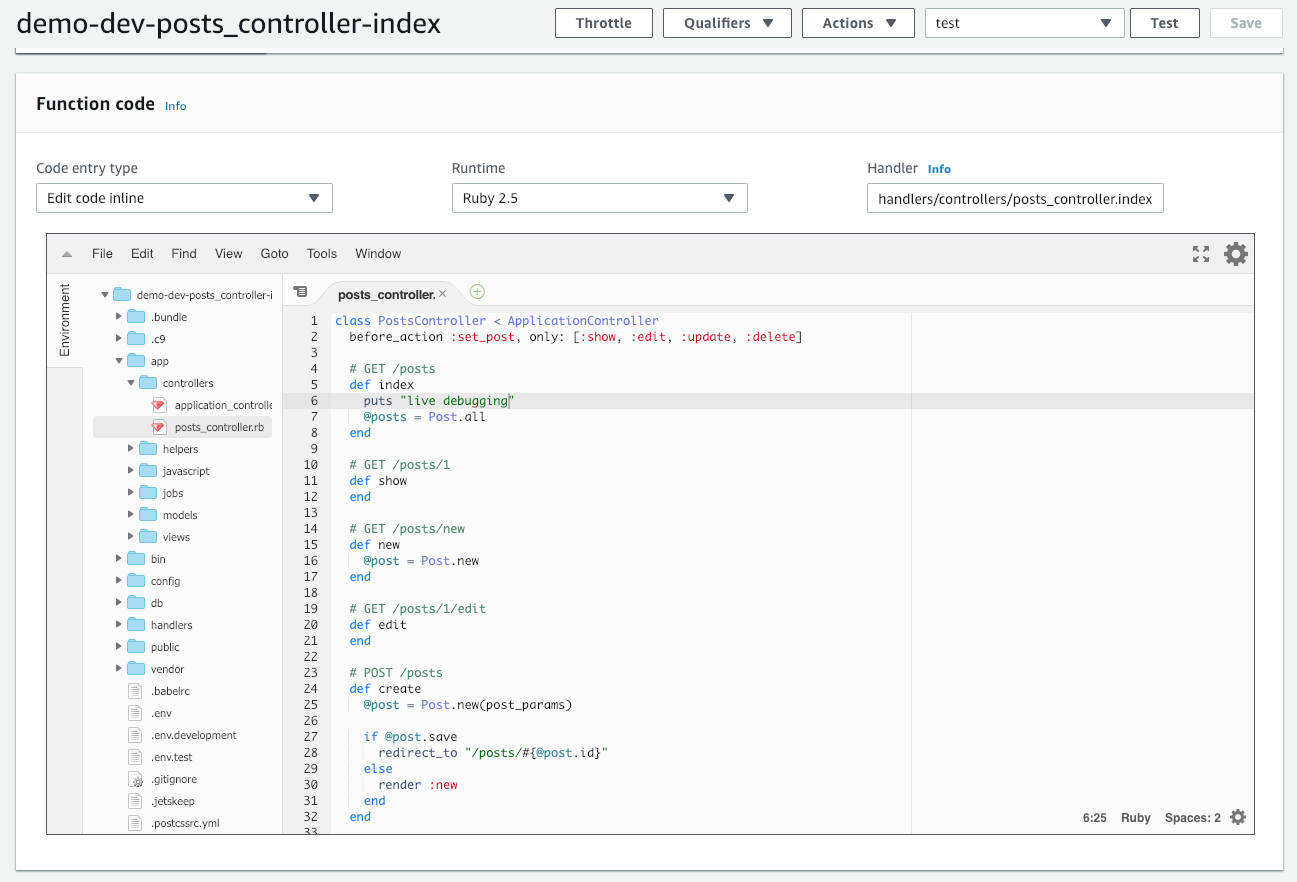 demo-dev-posts_controller-index
Throttle
Qualifiers
Actions
test
Test
Save
Function code Info
Code entry type
Edit code inline
Runtime
Ruby 2.5
Handler Info
handlers/controllers/posts_controller.index
File Edit Find View Goto Tools Window
Environment
demo-dev-posts_controller-i
.bundle
.c9
app
controllers
application_controlle
posts_controller.rb
helpers
javascript
jobs
models
views
bin
config
db
handlers
public
vendor
.babelrc
.env
.env.development
.env.test
.gitignore
.jetskeep
.postcssrc.yml
posts_controller.
1 class PostsController < ApplicationController
2 before_action :set_post, only: [:show, :edit, :update, :delete]
3
4 # GET /posts
5 def index
6 puts "live debugging"
7 @posts = Post.all
8 end
9
10 # GET /posts/1
11 def show
12 end
13
14 # GET /posts/new
15 def new
16 @post = Post.new
17 end
18
19 # GET /posts/1/edit
20 def edit
21 end
22
23 # POST /posts
24 def create
25 @post = Post.new(post_params)
26
27 if @post.save
28 redirect_to "/posts/#{@post.id}"
29 else
30 render :new
31 end
32 end
33
6:25 Ruby Spaces: 2